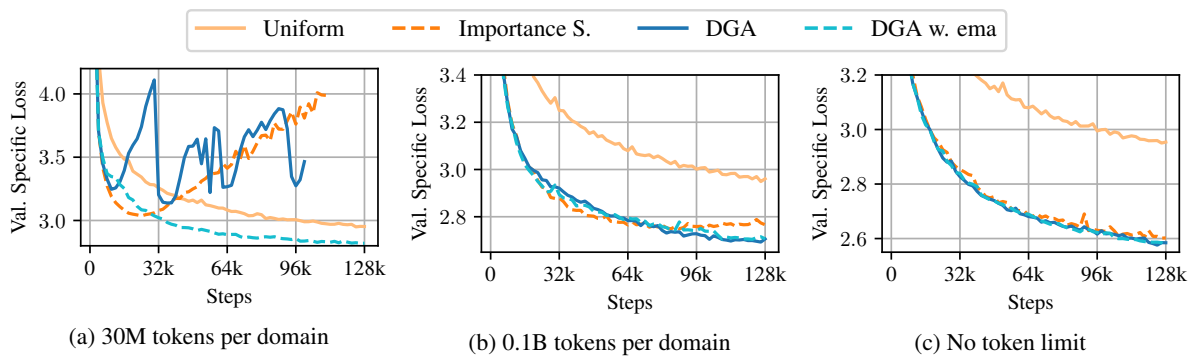 Uniform Importance S. DGA DGA w. ema
Val. Specific Loss
4.0
3.5
3.0
0 32k 64k 96k 128k
Steps
(a) 30M tokens per domain
Val. Specific Loss
3.4
3.2
3.0
2.8
0 32k 64k 96k 128k
Steps
(b) 0.1B tokens per domain
Val. Specific Loss
3.2
3.0
2.8
2.6
0 32k 64k 96k 128k
Steps
(c) No token limit